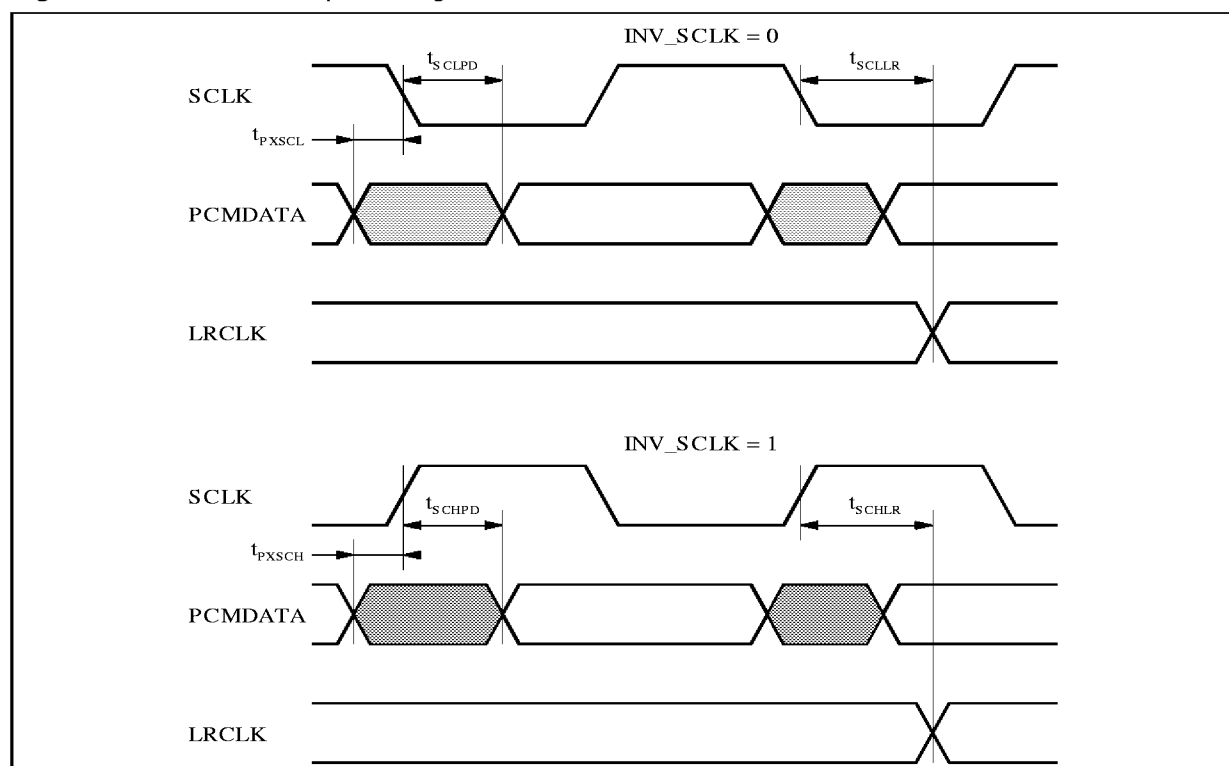 INV_SCLK = 0
tSCLPD
tSCLLR
SCLK
tPXSCL
PCMDATA
LRCLK
INV_SCLK = 1
SCLK
tSCHPD
tSCHLR
tPXSCH
PCMDATA
LRCLK